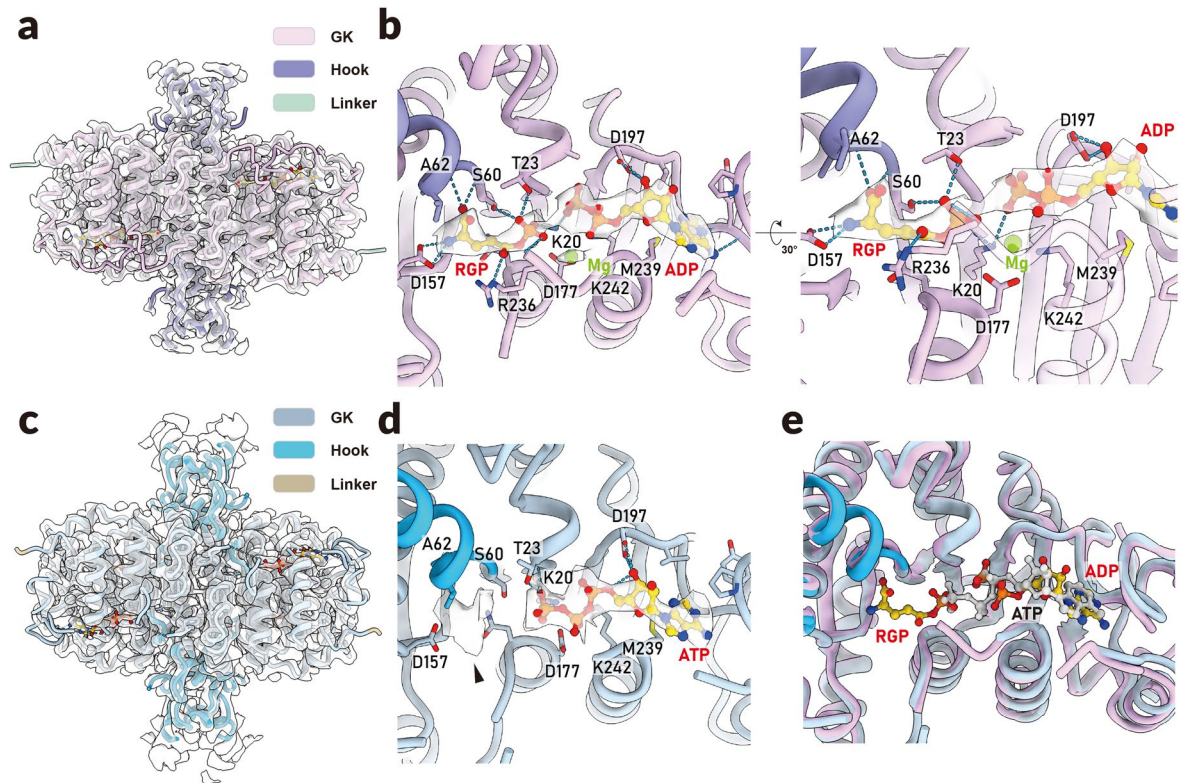 a
GK
Hook
Linker
b
D197
A62
S60
T23
K20
Mg
M239
RGP
ADP
D157
D177
K242
R236
30°
D197
ADP
A62
T23
S60
D157
RGP
Mg
R236
M239
K20
D177
K242
c
GK
Hook
Linker
d
D197
A62
S60
T23
K20
D157
M239
D177
K242
ATP
e
ADP
RGP
ATP